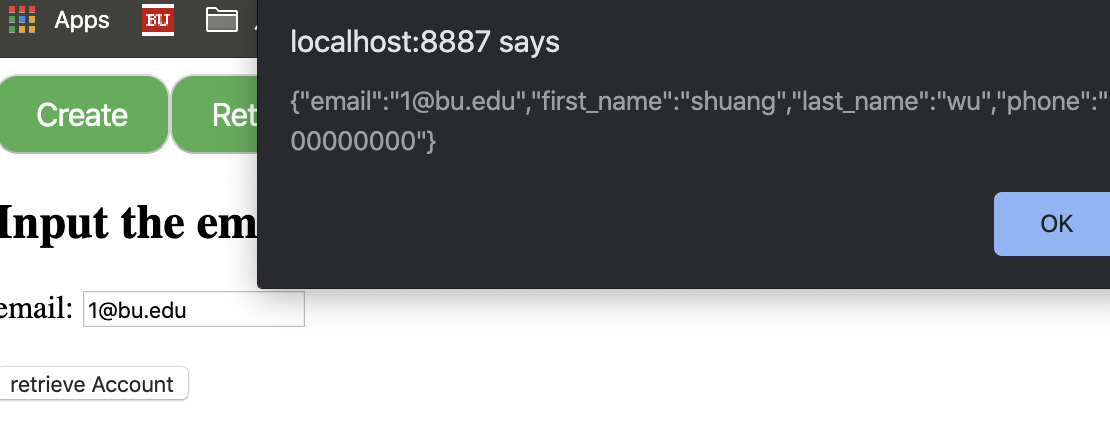 Apps BU
localhost:8887 says
{"email":"1@bu.edu","first_name":"shuang","last_name":"wu","phone":"
00000000"}
Create Ret
OK
Input the em
email: 1@bu.edu
retrieve Account